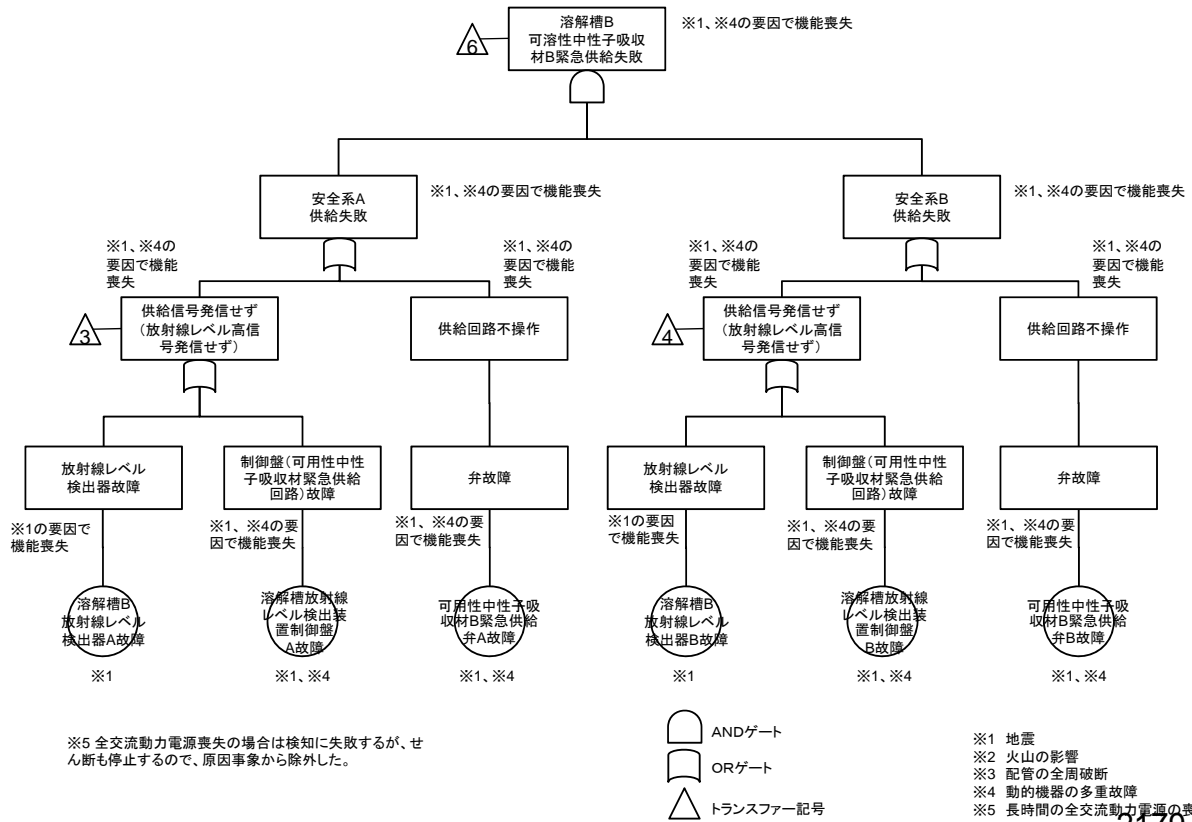 溶解槽B
可溶性中性子吸収
材B緊急供給失敗
※1、※4の要因で機能喪失
6
安全系A
供給失敗
※1、※4の要因で機能喪失
安全系B
供給失敗
※1、※4の要因で機能喪失
※1、※4の
要因で機能
喪失
※1、※4の
要因で機能
喪失
※1、※4の
要因で機能
喪失
※1、※4の
要因で機能
喪失
3
供給信号発信せず
(放射線レベル高信
号発信せず)
供給回路不操作
4
供給信号発信せず
(放射線レベル高信
号発信せず)
供給回路不操作
放射線レベル
検出器故障
制御盤(可用性中性
子吸収材緊急供給
回路)故障
弁故障
放射線レベル
検出器故障
制御盤(可用性中性
子吸収材緊急供給
回路)故障
弁故障
※1の要因で
機能喪失
※1、※4の要
因で機能喪失
※1、※4の要
因で機能喪失
※1の要因
で機能喪失
※1、※4の要
因で機能喪失
※1、※4の要
因で機能喪失
溶解槽B
放射線レベル
検出器A故障
溶解槽放射線
レベル検出装
置制御盤
A故障
可用性中性子吸
収材B緊急供給
弁A故障
溶解槽B
放射線レベル
検出器B故障
溶解槽放射線
レベル検出装
置制御盤
B故障
可用性中性子吸
収材B緊急供給
弁B故障
※1
※1、※4
※1、※4
※1
※1、※4
※1、※4
※5 全交流動力電源喪失の場合は検知に失敗するが、せ
ん断も停止するので、原因事象から除外した。
ANDゲート
ORゲート
トランスファー記号
※1 地震
※2 火山の影響
※3 配管の全周破断
※4 動的機器の多重故障
※5 長時間の全交流動力電源の喪